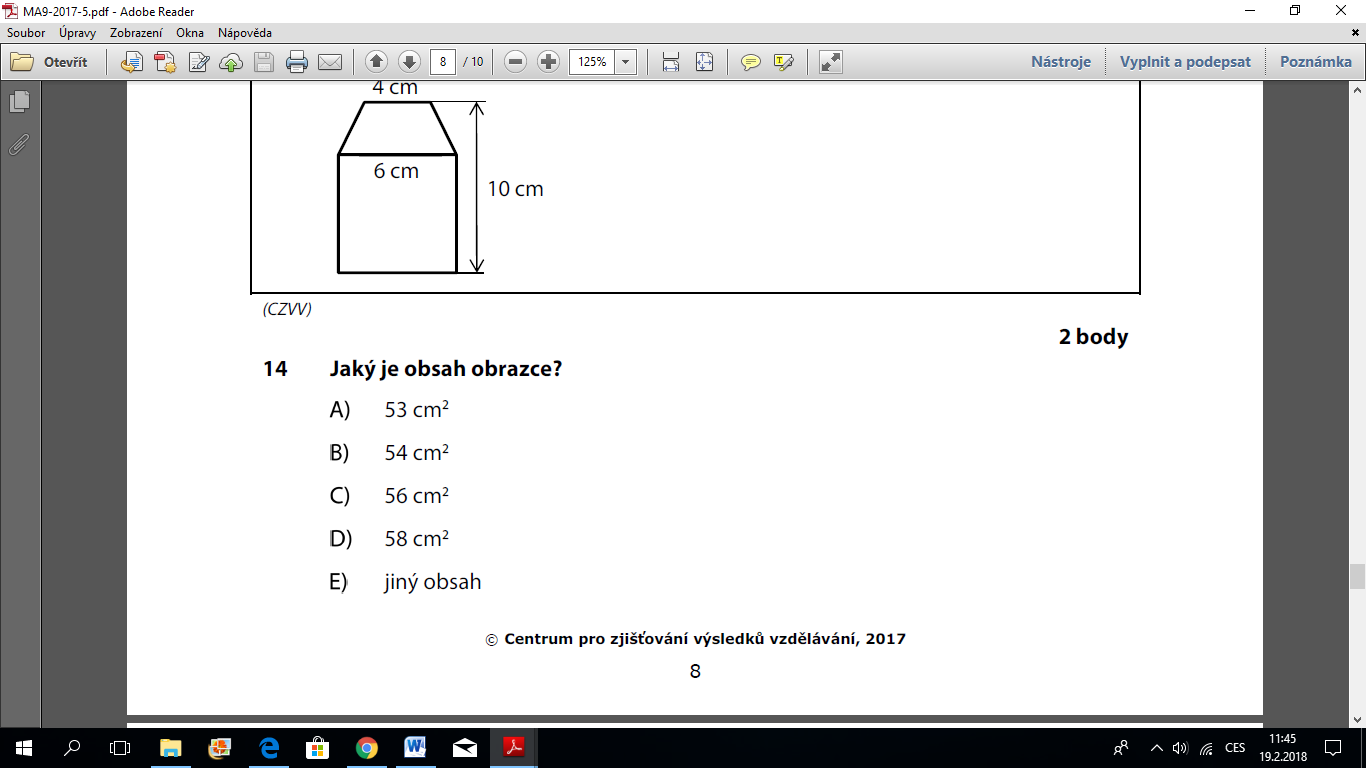 MA9-2017-5.pdf - Adobe Reader
Soubor Úpravy Zobrazení Okna Nápověda
Otevřít 8 / 10 125% Nástroje Vyplnit a podepsat Poznámka
4 cm
6 cm
10 cm
(CZVV)
2 body
14 Jaký je obsah obrazce?
A) 53 cm²
B) 54 cm²
C) 56 cm²
D) 58 cm²
E) jiný obsah
© Centrum pro zjišťování výsledků vzdělávání, 2017
8
CES
11:45
19.2.2018